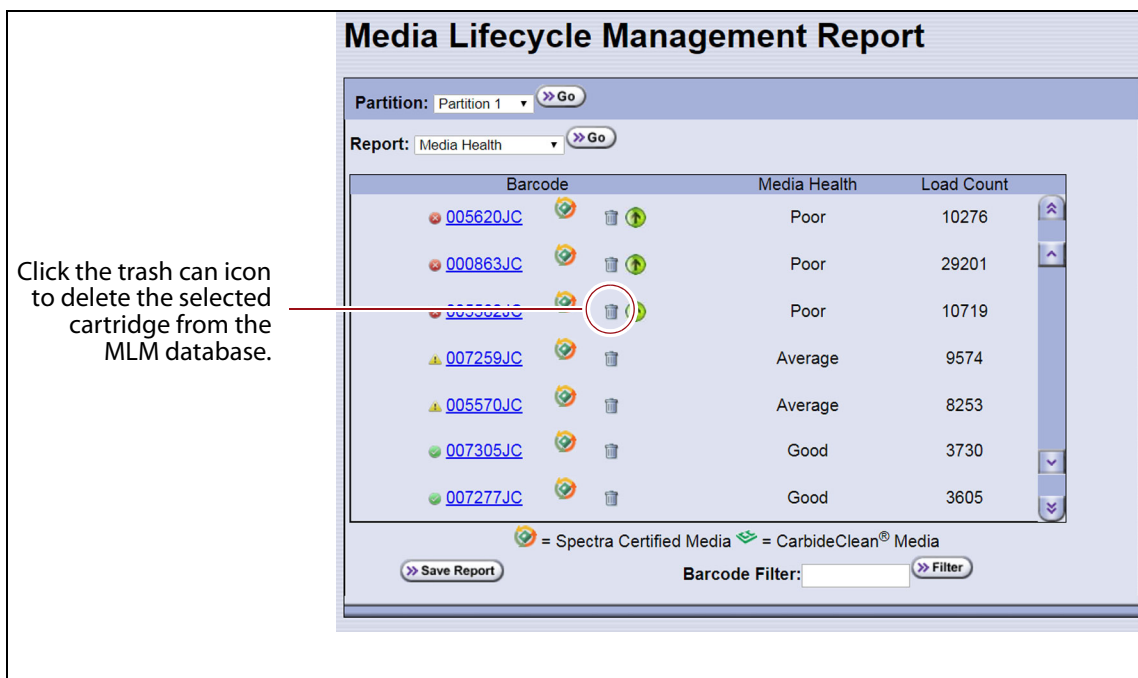 Media Lifecycle Management Report
Partition: Partition 1 » Go
Report: Media Health » Go
Barcode Media Health Load Count
005620JC Poor 10276
000863JC Poor 29201
Poor 10719
007259JC Average 9574
005570JC Average 8253
007305JC Good 3730
007277JC Good 3605
= Spectra Certified Media = CarbideClean® Media
» Save Report Barcode Filter: » Filter
Click the trash can icon
to delete the selected
cartridge from the
MLM database.